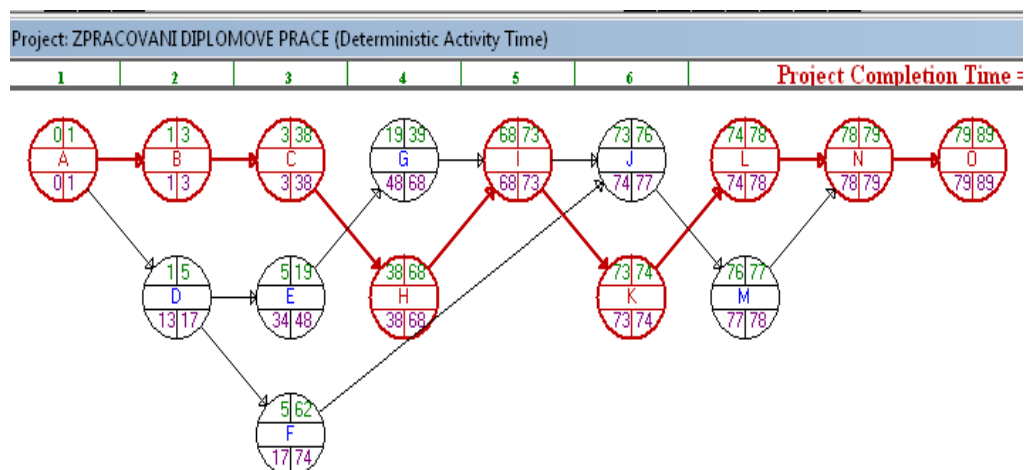 Project: ZPRACOVANI DIPLOMOVE PRACE (Deterministic Activity Time)
1 2 3 4 5 6 Project Completion Time =
0 1 1 3 3 38 19 39 68 73 73 76 74 78 78 79 79 89
A B C G I J L N O
0 1 1 3 3 38 48 68 68 73 74 77 74 78 78 79 79 89
1 5 5 19 38 68 73 74 76 77
D E H K M
13 17 34 48 38 68 73 74 77 78
5 62
F
17 74